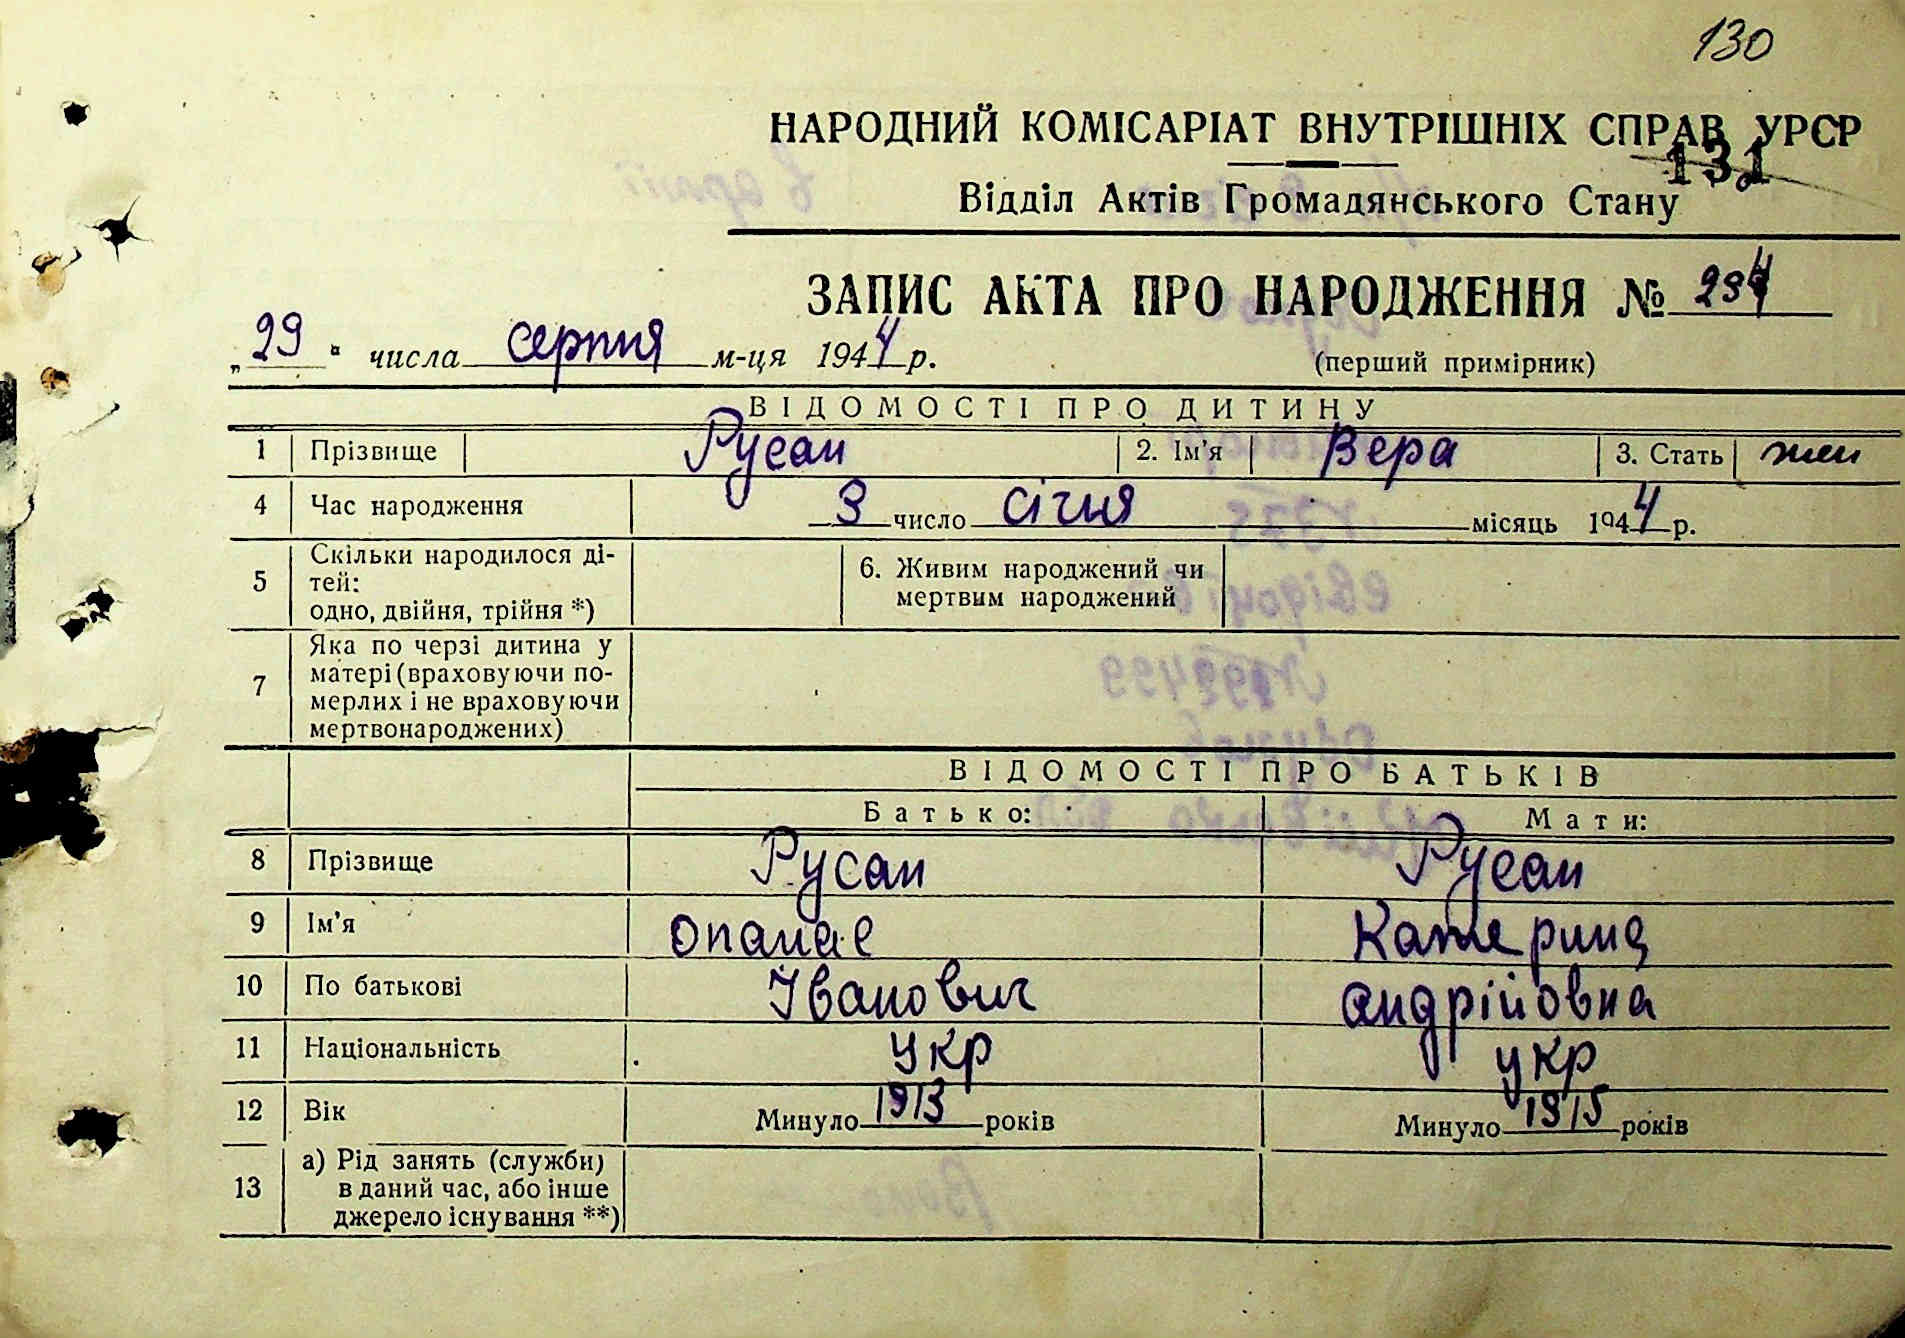 130
НАРОДНИЙ КОМІСАРІАТ ВНУТРІШНІХ СПРАВ УРСР
131
Відділ Актів Громадянського Стану
ЗАПИС АКТА ПРО НАРОДЖЕННЯ № 234
„29“ числа серпня м-ця 1944 р. (перший примірник)
ВІДОМОСТІ ПРО ДИТИНУ
1 Прізвище Русан 2. Ім'я Вера 3. Стать жен
4 Час народження 3 число січня місяць 1944 р.
5 Скільки народилося ді-
тей:
одно, двійня, трійня *)
6. Живим народжений чи
мертвим народжений
7 Яка по черзі дитина у
матері (враховуючи по-
мерлих і не враховуючи
мертвонароджених)
ВІДОМОСТІ ПРО БАТЬКІВ
Батько: Мати:
8 Прізвище Русан Русан
9 Ім'я Опанас Катерина
10 По батькові Іванович Андрійовна
11 Національність укр укр
12 Вік Минуло 1913 років Минуло 1915 років
13 а) Рід занять (служби)
в даний час, або інше
джерело існування **)